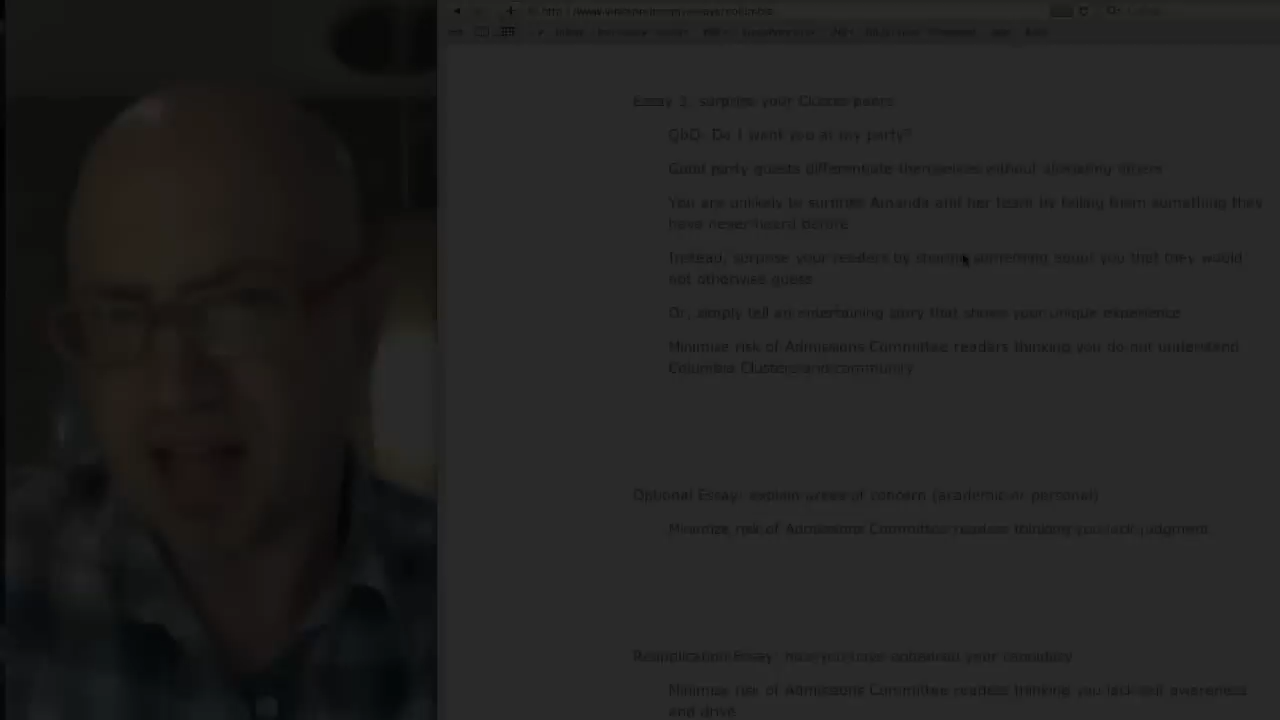 Essay 3: surprise your Cluster peers
QbD: Do I want you at my party?
Good party guests differentiate themselves without alienating others
You are unlikely to surprise Amanda and her team by telling them something they
have never heard before
Instead, surprise your readers by sharing something about you that they would
not otherwise guess
Or, simply tell an entertaining story that shows your unique experience
Minimize risk of Admissions Committee readers thinking you do not understand
Columbia Clusters and community
Optional Essay: explain areas of concern (academic or personal)
Minimize risk of Admissions Committee readers thinking you lack judgment
Reapplication Essay: how you have enhanced your candidacy
Minimize risk of Admissions Committee readers thinking you lack self awareness
and drive